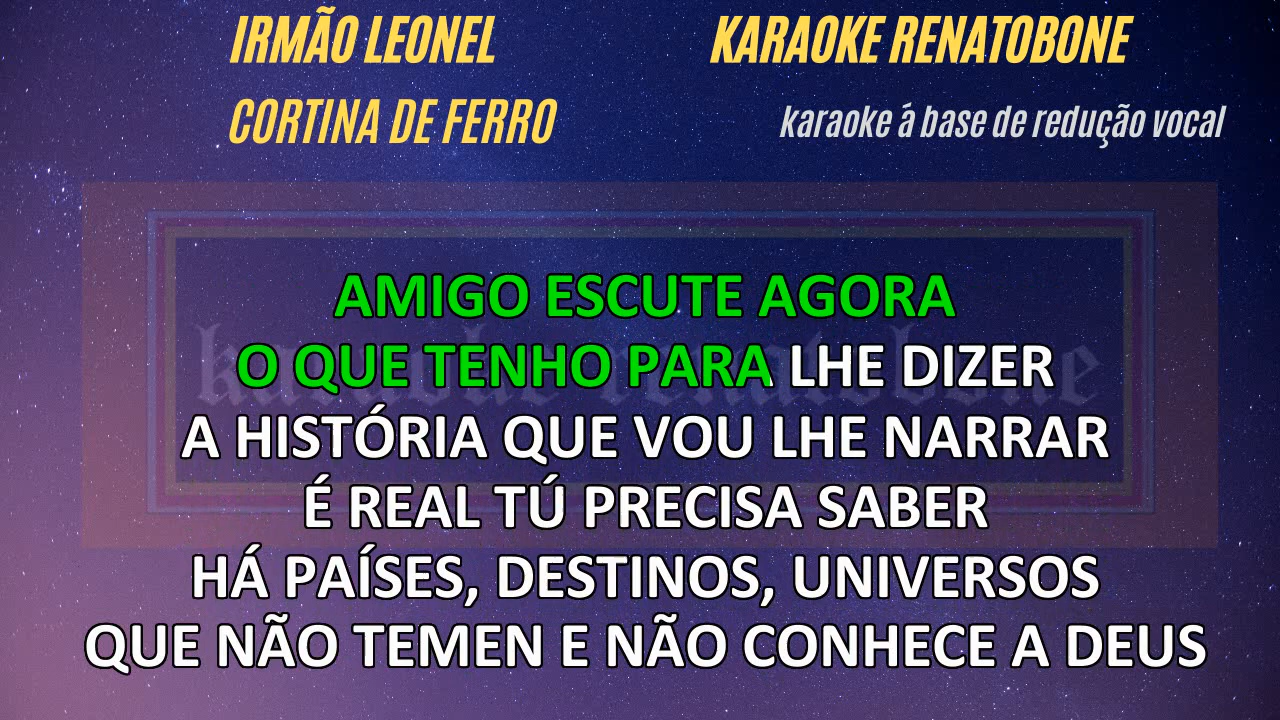 IRMÃO LEONEL
CORTINA DE FERRO
KARAOKE RENATOBONE
karaoke á base de redução vocal
karaoke renatobone
AMIGO ESCUTE AGORA
O QUE TENHO PARA LHE DIZER
A HISTÓRIA QUE VOU LHE NARRAR
É REAL TÚ PRECISA SABER
HÁ PAÍSES, DESTINOS, UNIVERSOS
QUE NÃO TEMEN E NÃO CONHECE A DEUS